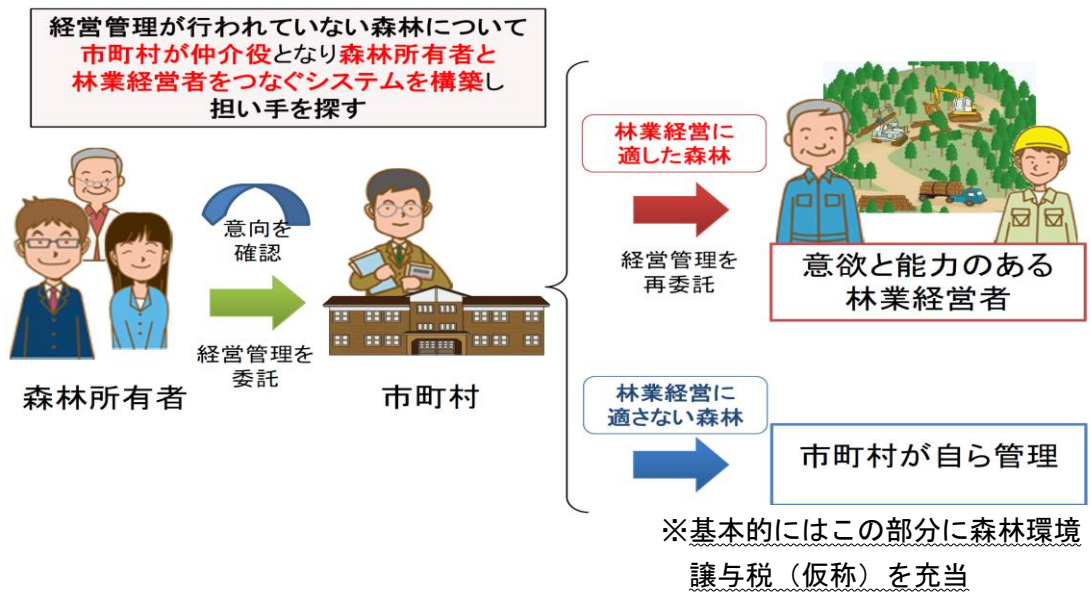 経営管理が行われていない森林について
市町村が仲介役となり森林所有者と
林業経営者をつなぐシステムを構築し
担い手を探す
意向を
確認
経営管理を
委託
森林所有者
市町村
林業経営に
適した森林
経営管理を
再委託
意欲と能力のある
林業経営者
林業経営に
適さない森林
市町村が自ら管理
※基本的にはこの部分に森林環境
譲与税（仮称）を充当